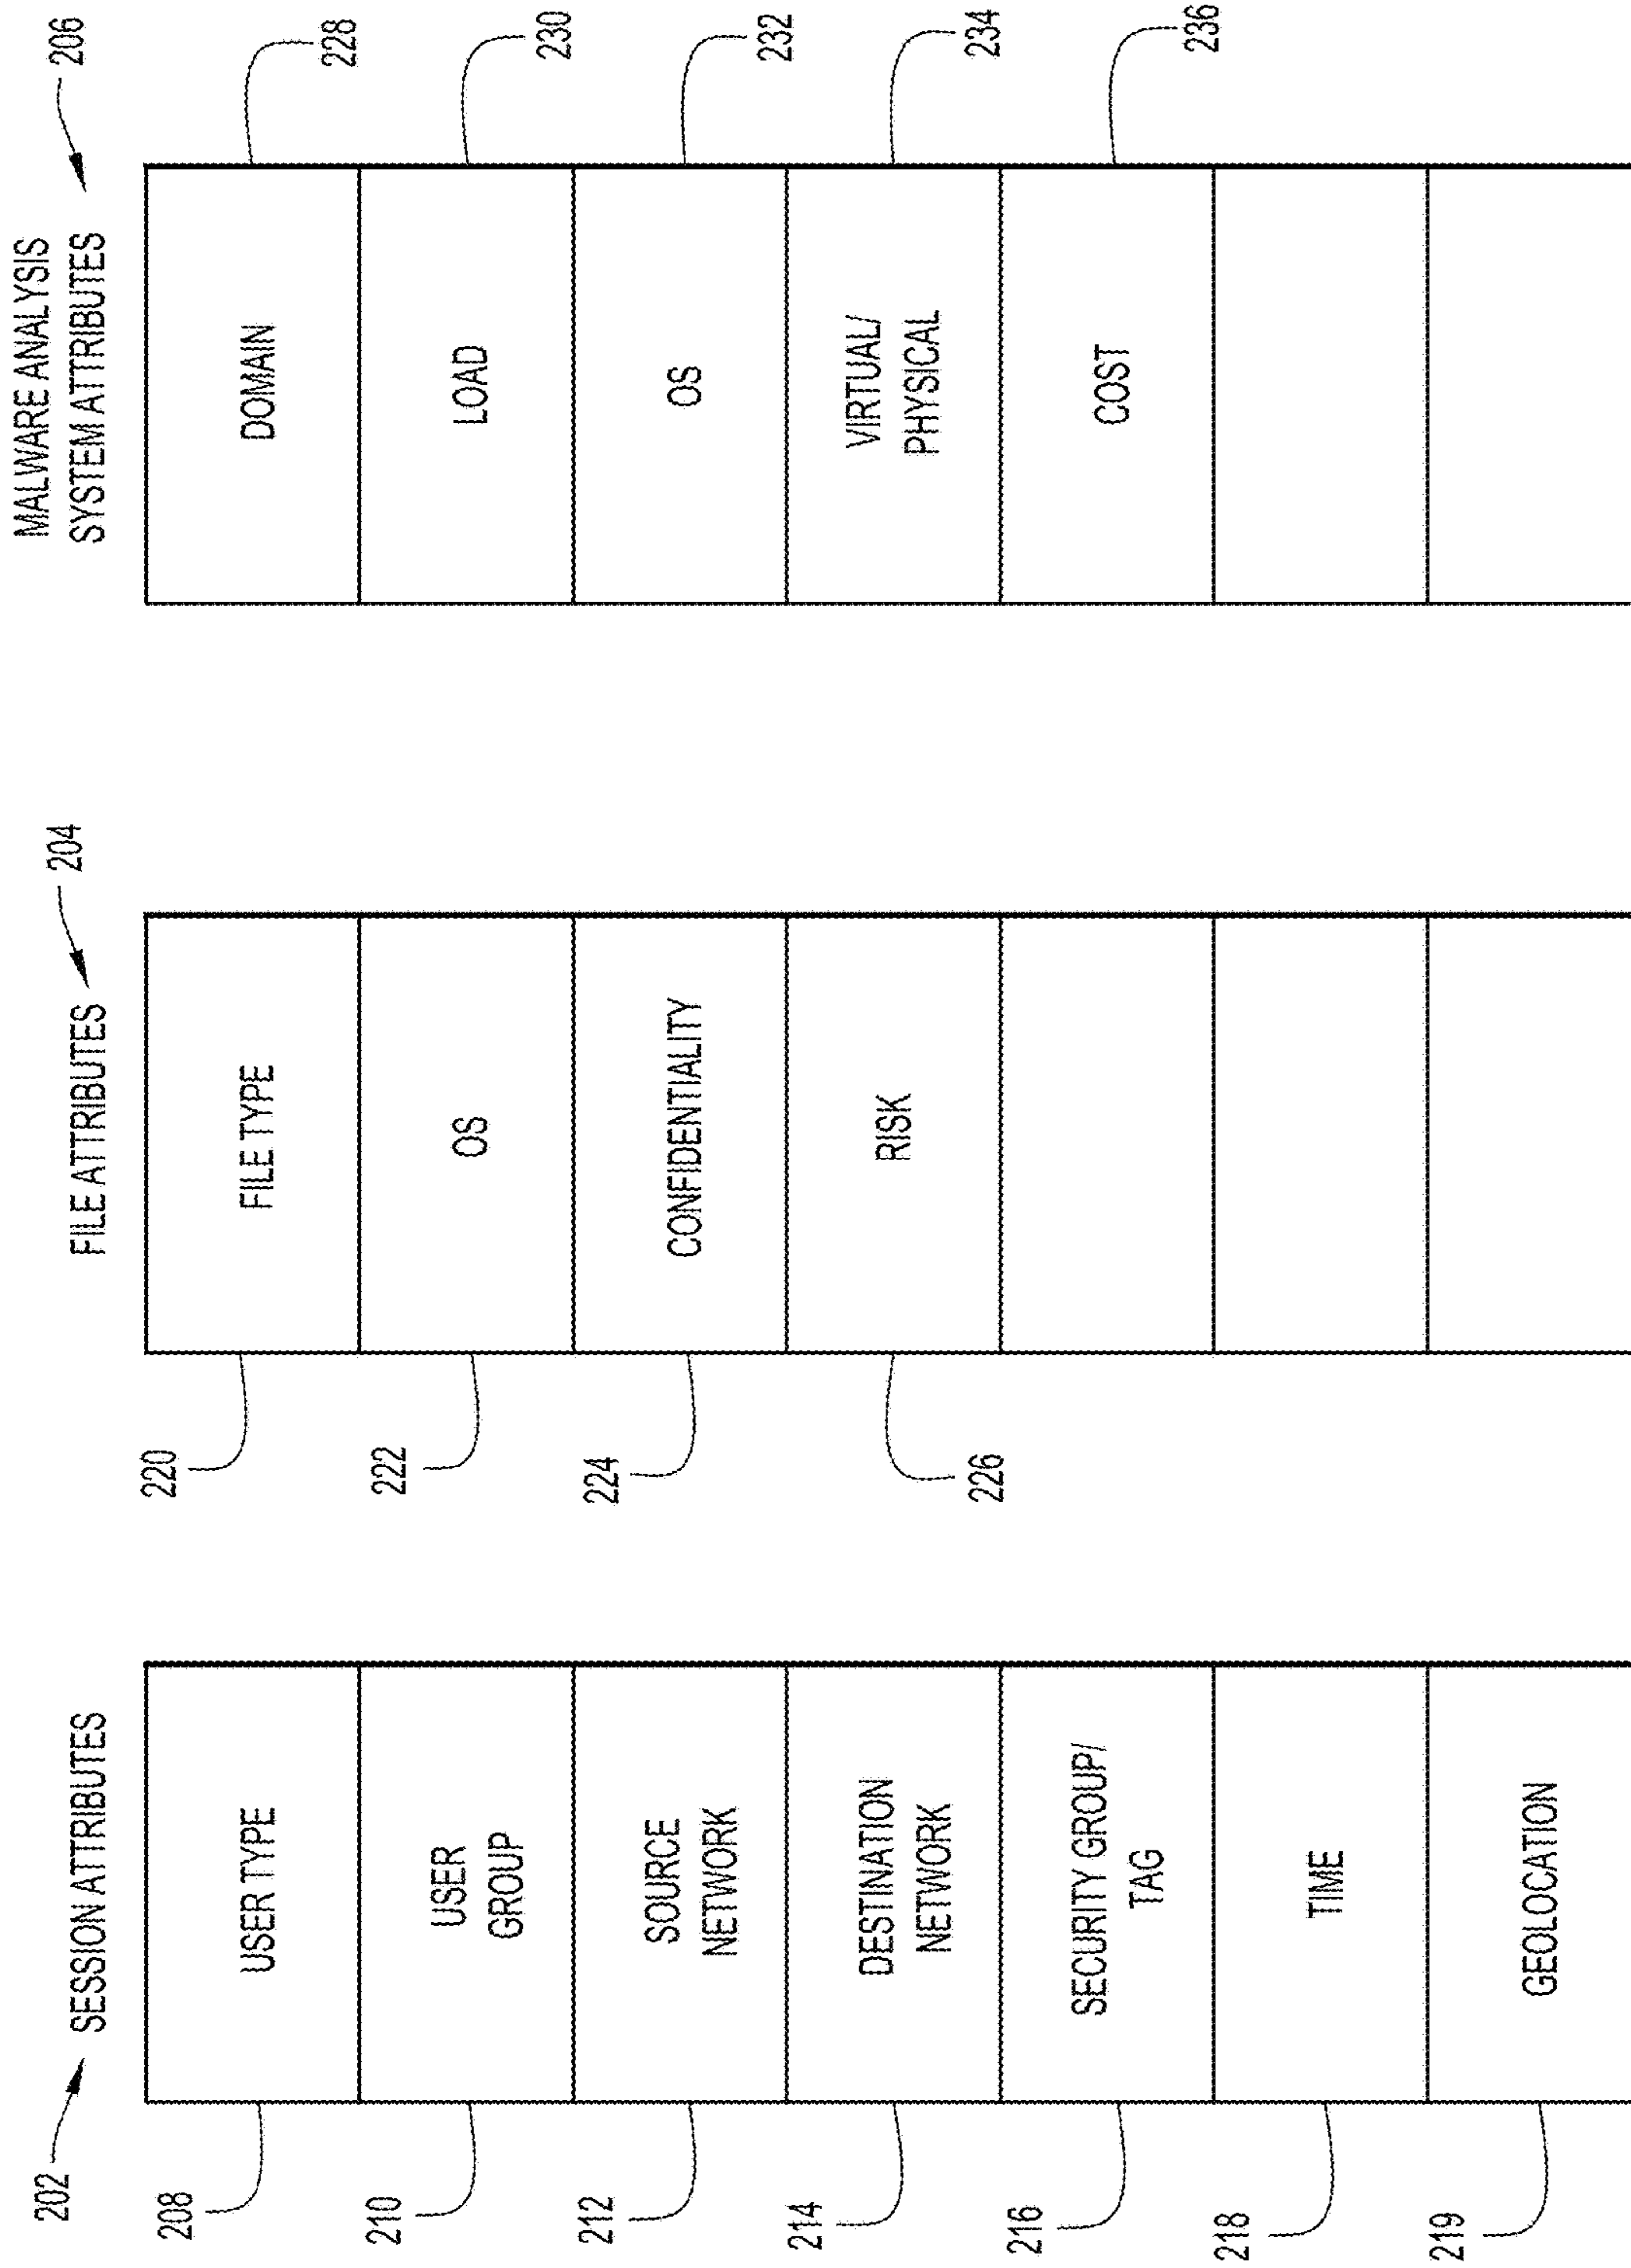 202
SESSION ATTRIBUTES
208
USER TYPE
210
USER
GROUP
212
SOURCE
NETWORK
214
DESTINATION
NETWORK
216
SECURITY GROUP/
TAG
218
TIME
219
GEOLOCATION
FILE ATTRIBUTES
204
220
FILE TYPE
222
OS
224
CONFIDENTIALITY
226
RISK
MALWARE ANALYSIS
SYSTEM ATTRIBUTES
206
DOMAIN
228
LOAD
230
OS
232
VIRTUAL/
PHYSICAL
234
COST
236